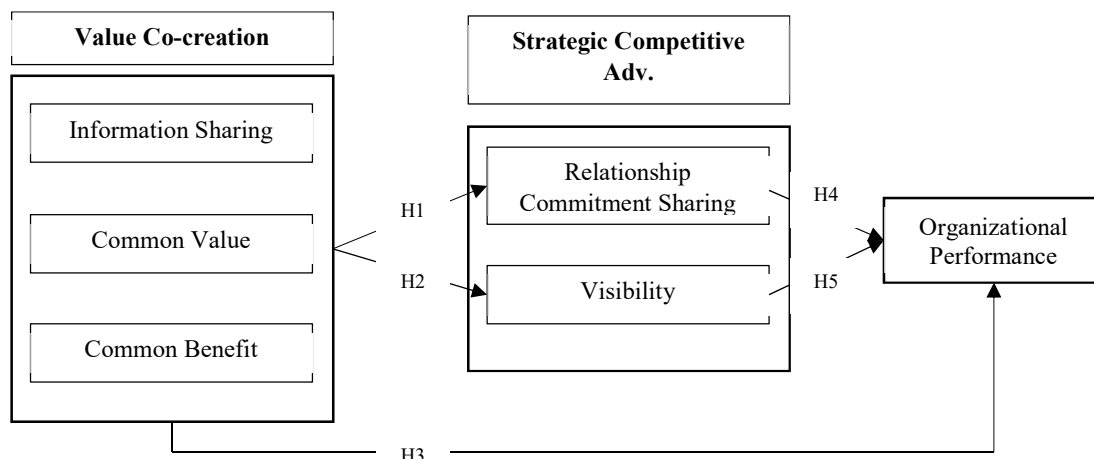 Value Co-creation
Strategic Competitive
Adv.
Information Sharing
Common Value
Common Benefit
H1
H2
Relationship
Commitment Sharing
Visibility
H4
H5
Organizational
Performance
H3